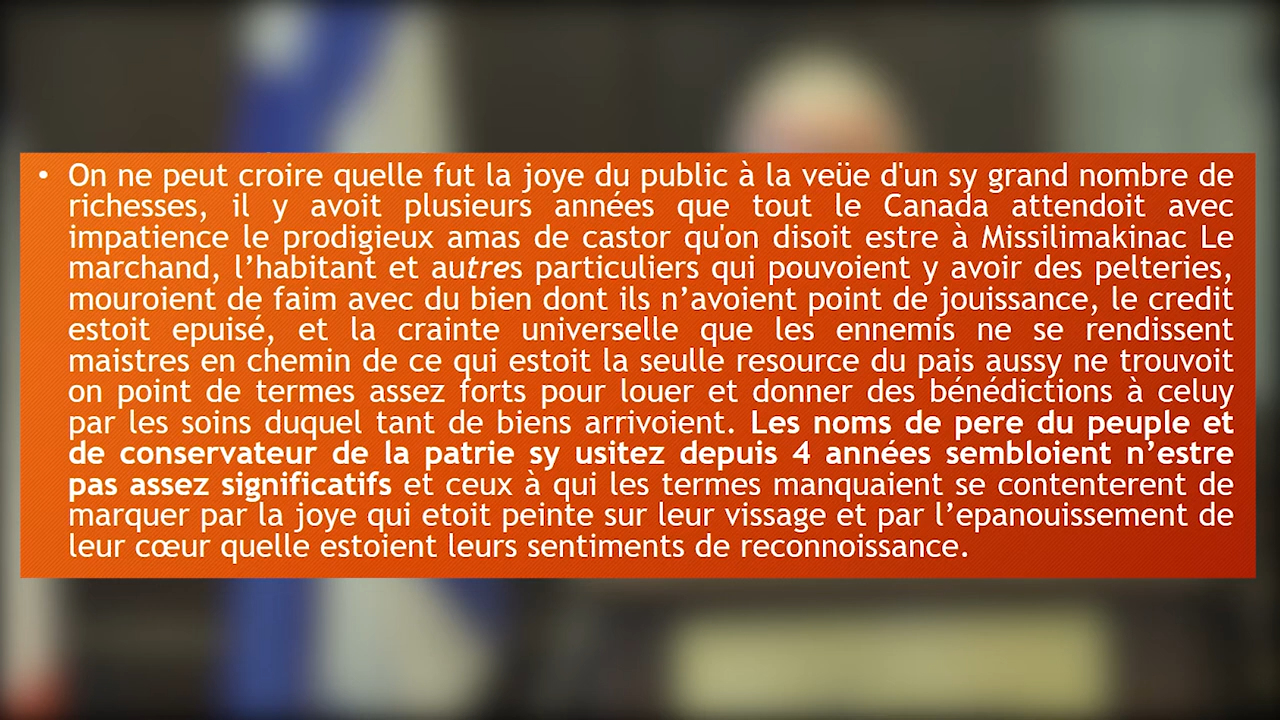 • On ne peut croire quelle fut la joye du public à la veüe d'un sy grand nombre de
richesses, il y avoit plusieurs années que tout le Canada attendoit avec
impatience le prodigieux amas de castor qu'on disoit estre à Missilimakinac Le
marchand, l’habitant et autres particuliers qui pouvoient y avoir des pelteries,
mouroient de faim avec du bien dont ils n’avoient point de jouissance, le credit
estoit epuisé, et la crainte universelle que les ennemis ne se rendissent
maistres en chemin de ce qui estoit la seulle resource du pais aussy ne trouvoit
on point de termes assez forts pour louer et donner des bénédictions à celuy
par les soins duquel tant de biens arrivoient. Les noms de pere du peuple et
de conservateur de la patrie sy usitez depuis 4 années sembloient n’estre
pas assez significatifs et ceux à qui les termes manquaient se contenterent de
marquer par la joye qui etoit peinte sur leur vissage et par l’epanouissement de
leur cœur quelle estoient leurs sentiments de reconnoissance.